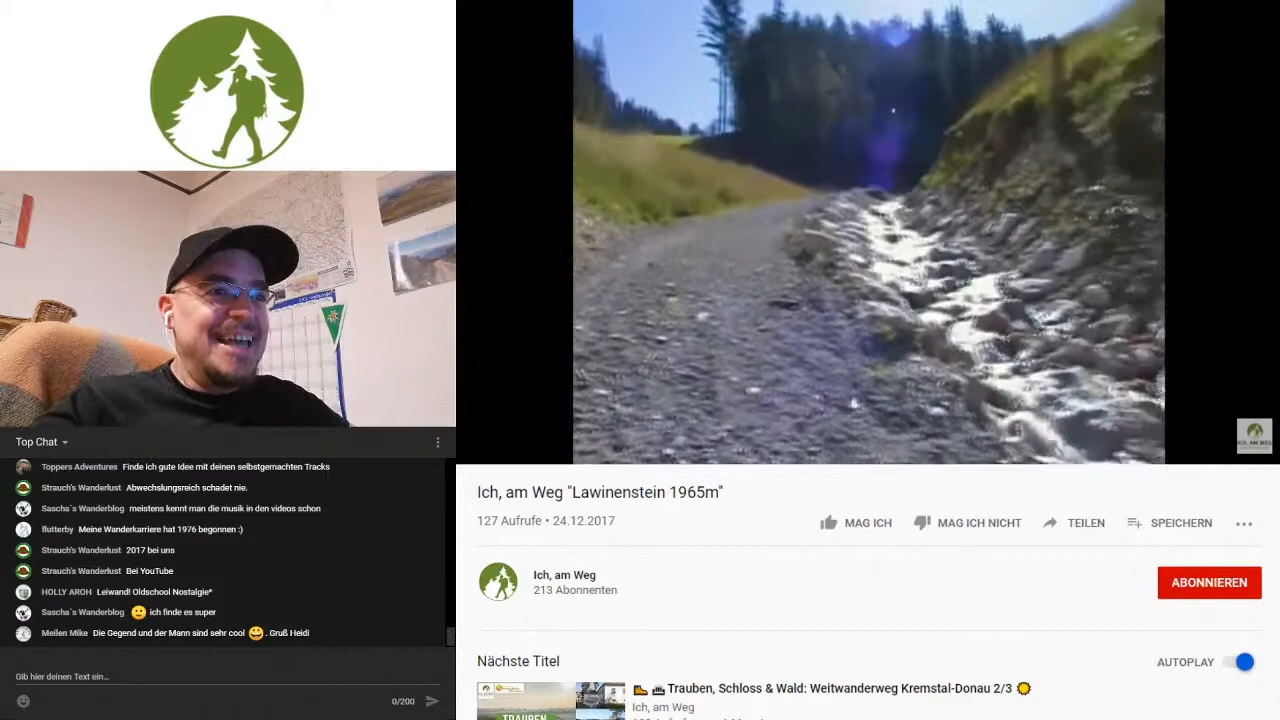 Top Chat
Toppers Adventures Finde ich gute Idee mit deinen selbstgemachten Tracks
Strauch's Wanderlust Abwechslungsreich schadet nie.
Sascha`s Wanderblog meistens kennt man die musik in den videos schon
flutterby Meine Wanderkarriere hat 1976 begonnen :)
Strauch's Wanderlust 2017 bei uns
Strauch's Wanderlust Bei YouTube
HOLLY AROH Leiwand! Oldschool Nostalgie*
Sascha`s Wanderblog 🙂 ich finde es super
Meilen Mike Die Gegend und der Mann sind sehr cool 😀 . Gruß Heidi
Gib hier deinen Text ein...
0/200
ICH, AM WEG
Ich, am Weg "Lawinenstein 1965m"
127 Aufrufe • 24.12.2017
MAG ICH
MAG ICH NICHT
TEILEN
SPEICHERN
Ich, am Weg
213 Abonnenten
ABONNIEREN
Nächste Titel
AUTOPLAY
🥾 🏰 Trauben, Schloss & Wald: Weitwanderweg Kremstal-Donau 2/3 🌞
Ich, am Weg
TRAUBEN